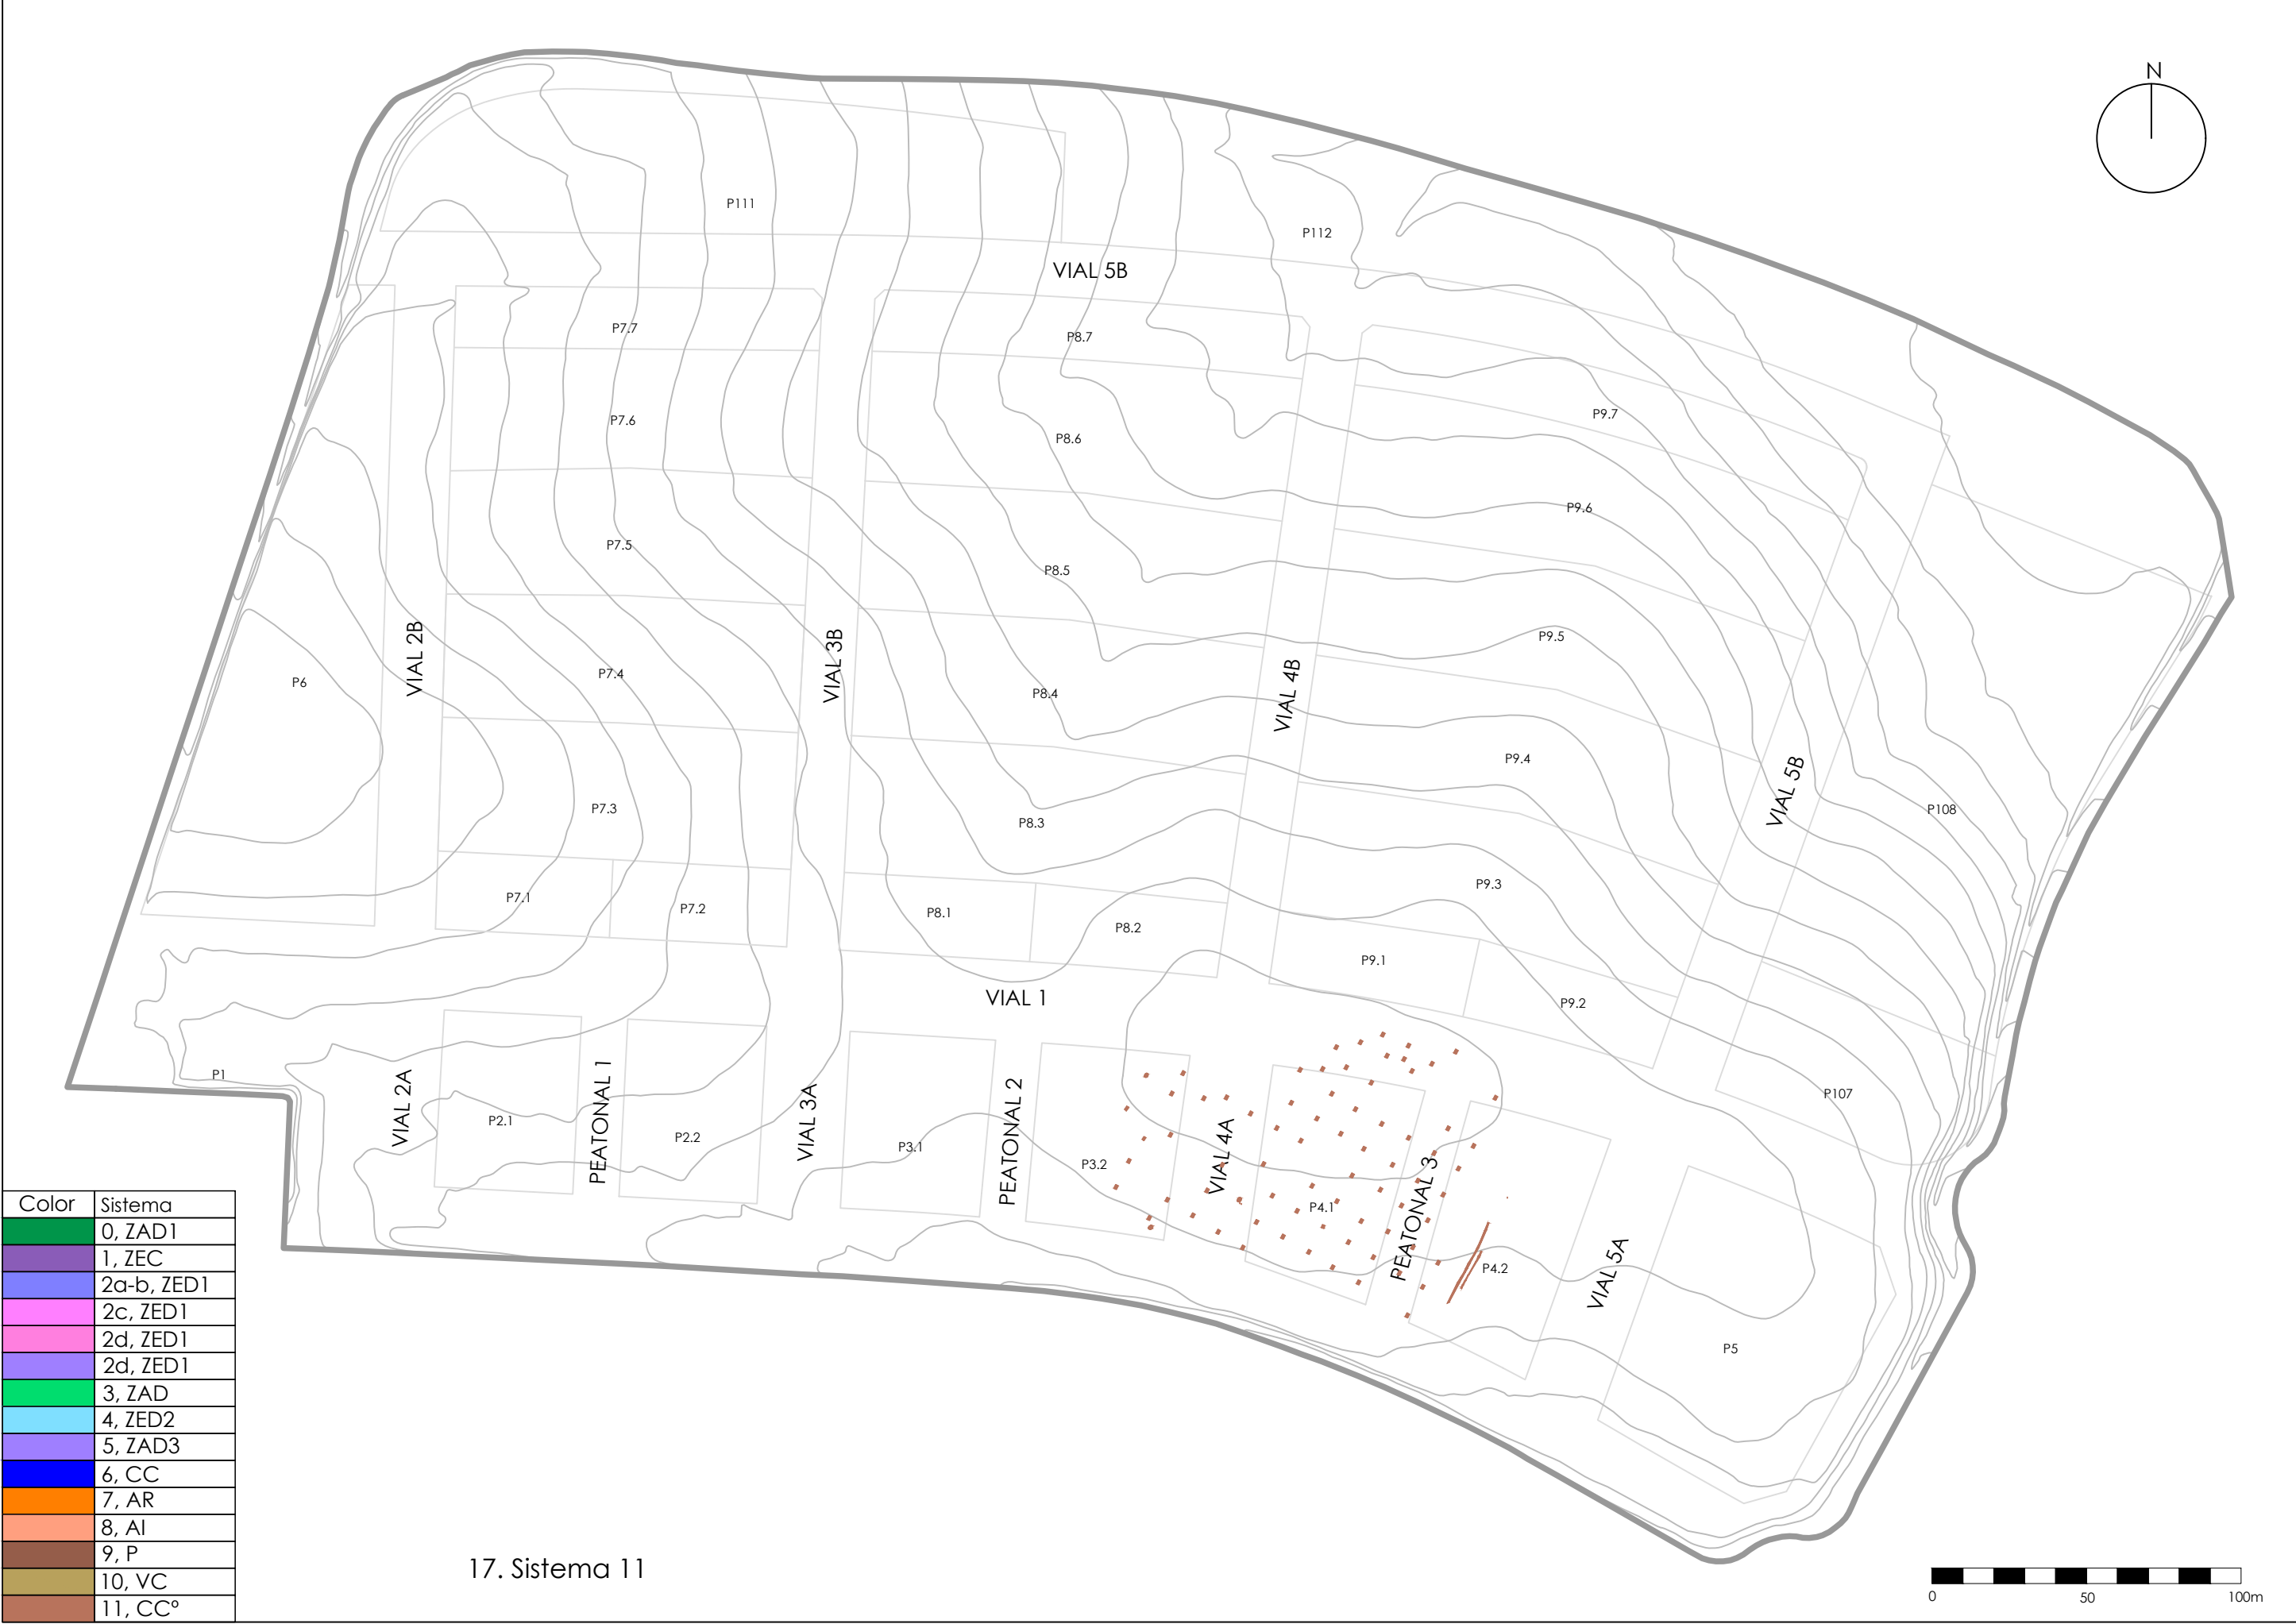 N
P111
P112
VIAL 5B
P7.7
P8.7
P9.7
P7.6
P8.6
P9.6
P7.5
P8.5
P9.5
VIAL 2B
P6
P7.4
VIAL 3B
P8.4
VIAL 4B
P9.4
VIAL 5B
P108
P7.3
P8.3
P9.3
P7.1
P7.2
P8.1
P8.2
P9.1
P9.2
VIAL 1
P1
P107
VIAL 2A
P2.1
PEATONAL 1
P2.2
VIAL 3A
P3.1
PEATONAL 2
P3.2
VIAL 4A
P4.1
PEATONAL 3
P4.2
VIAL 5A
P5
Color Sistema
0, ZAD1
1, ZEC
2a-b, ZED1
2c, ZED1
2d, ZED1
2d, ZED1
3, ZAD
4, ZED2
5, ZAD3
6, CC
7, AR
8, AI
9, P
10, VC
11, CCº
17. Sistema 11
0 50 100m